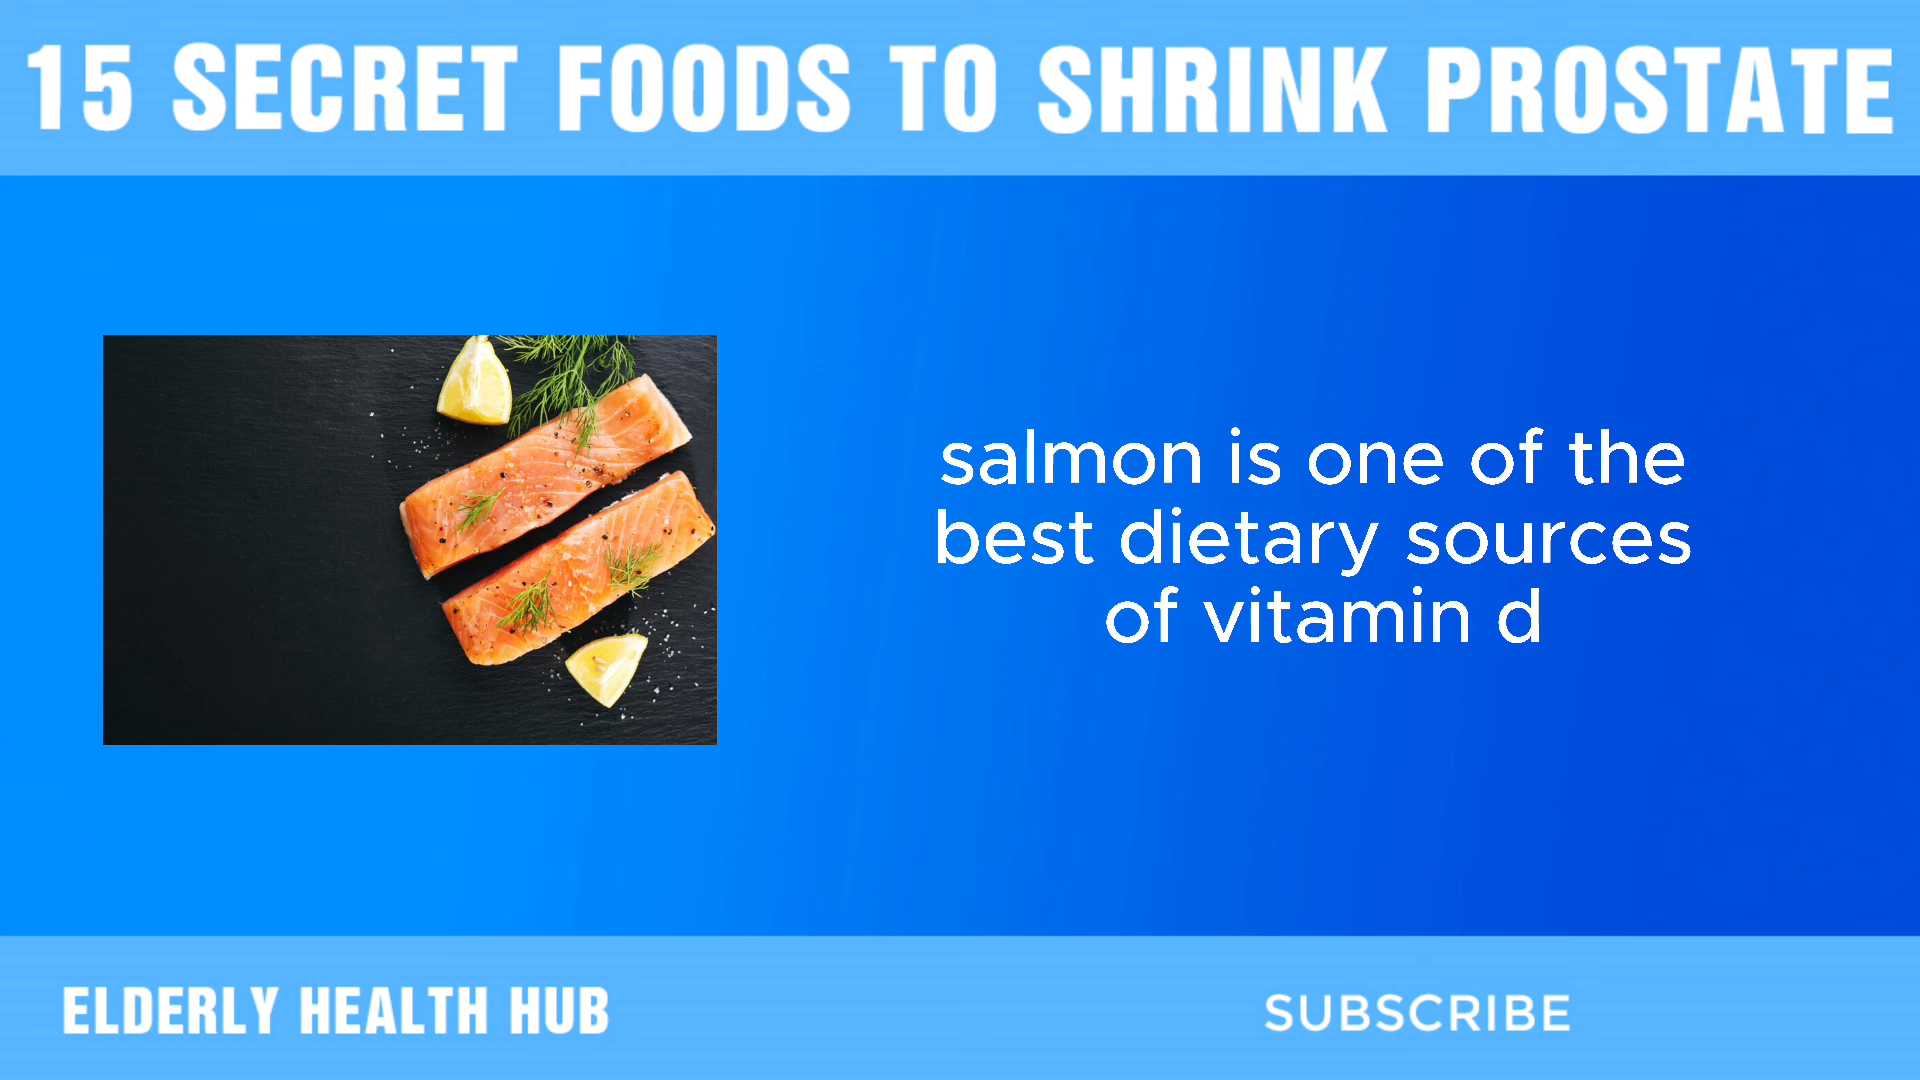 15 SECRET FOODS TO SHRINK PROSTATE
salmon is one of the
best dietary sources
of vitamin d
ELDERLY HEALTH HUB
SUBSCRIBE